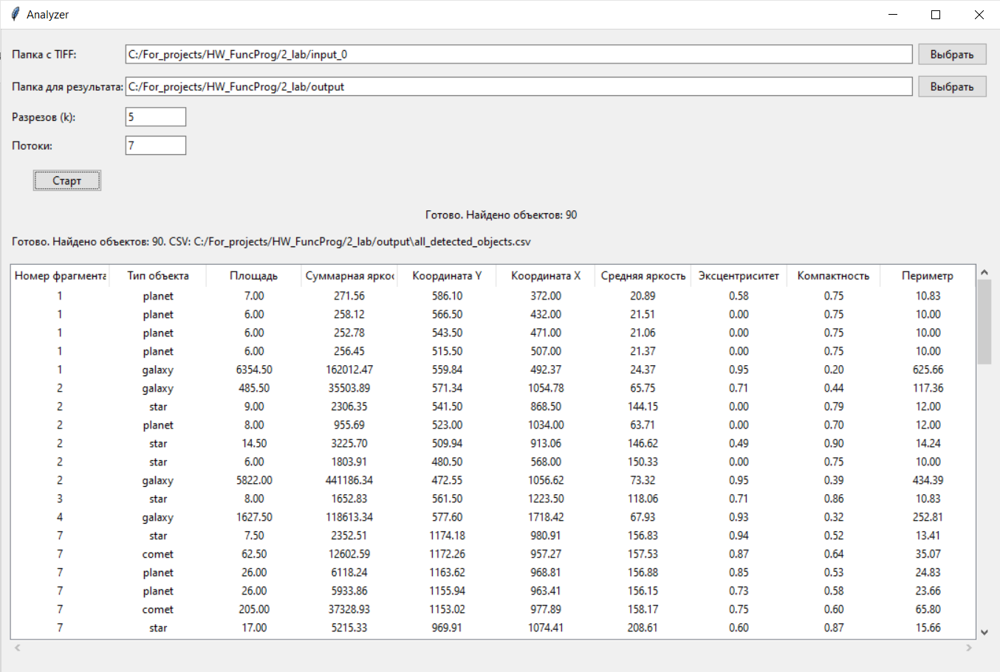 Analyzer
Папка с TIFF: C:/For_projects/HW_FuncProg/2_lab/input_0 Выбрать
Папка для результата: C:/For_projects/HW_FuncProg/2_lab/output Выбрать
Разрезов (k): 5
Потоки: 7
Старт
Готово. Найдено объектов: 90
Готово. Найдено объектов: 90. CSV: C:/For_projects/HW_FuncProg/2_lab/output\all_detected_objects.csv
Номер фрагмента Тип объекта Площадь Суммарная яркос Координата Y Координата X Средняя яркость Эксцентриситет Компактность Периметр
1 planet 7.00 271.56 586.10 372.00 20.89 0.58 0.75 10.83
1 planet 6.00 258.12 566.50 432.00 21.51 0.00 0.75 10.00
1 planet 6.00 252.78 543.50 471.00 21.06 0.00 0.75 10.00
1 planet 6.00 256.45 515.50 507.00 21.37 0.00 0.75 10.00
1 galaxy 6354.50 162012.47 559.84 492.37 24.37 0.95 0.20 625.66
2 galaxy 485.50 35503.89 571.34 1054.78 65.75 0.71 0.44 117.36
2 star 9.00 2306.35 541.50 868.50 144.15 0.00 0.79 12.00
2 planet 8.00 955.69 523.00 1034.00 63.71 0.00 0.70 12.00
2 star 14.50 3225.70 509.94 913.06 146.62 0.49 0.90 14.24
2 star 6.00 1803.91 480.50 568.00 150.33 0.00 0.75 10.00
2 galaxy 5822.00 441186.34 472.55 1056.62 73.32 0.95 0.39 434.39
3 star 8.00 1652.83 561.50 1223.50 118.06 0.71 0.86 10.83
4 galaxy 1627.50 118613.34 577.60 1718.42 67.93 0.93 0.32 252.81
7 star 7.50 2352.51 1174.18 980.91 156.83 0.94 0.52 13.41
7 comet 62.50 12602.59 1172.26 957.27 157.53 0.87 0.64 35.07
7 planet 26.00 6118.24 1163.62 968.81 156.88 0.85 0.53 24.83
7 planet 26.00 5933.86 1155.94 963.41 156.15 0.73 0.58 23.66
7 comet 205.00 37328.93 1153.02 977.89 158.17 0.75 0.60 65.80
7 star 17.00 5215.33 969.91 1074.41 208.61 0.60 0.87 15.66